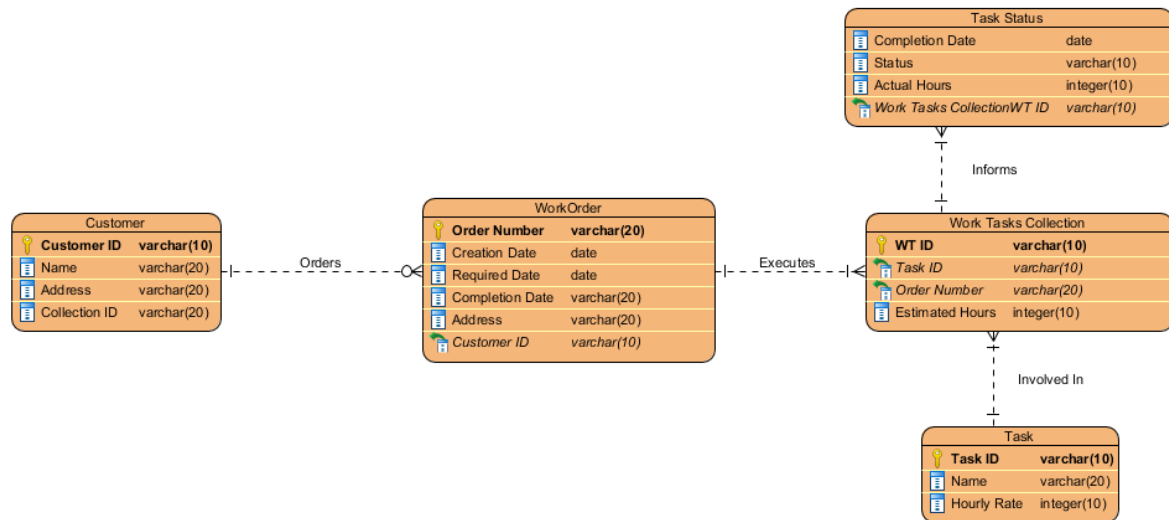 Task Status
Completion Date date
Status varchar(10)
Actual Hours integer(10)
Work Tasks CollectionWT ID varchar(10)
Informs
Customer
Customer ID varchar(10)
Name varchar(20)
Address varchar(20)
Collection ID varchar(20)
Orders
WorkOrder
Order Number varchar(20)
Creation Date date
Required Date date
Completion Date varchar(20)
Address varchar(20)
Customer ID varchar(10)
Executes
Work Tasks Collection
WT ID varchar(10)
Task ID varchar(10)
Order Number varchar(20)
Estimated Hours integer(10)
Involved In
Task
Task ID varchar(10)
Name varchar(20)
Hourly Rate integer(10)